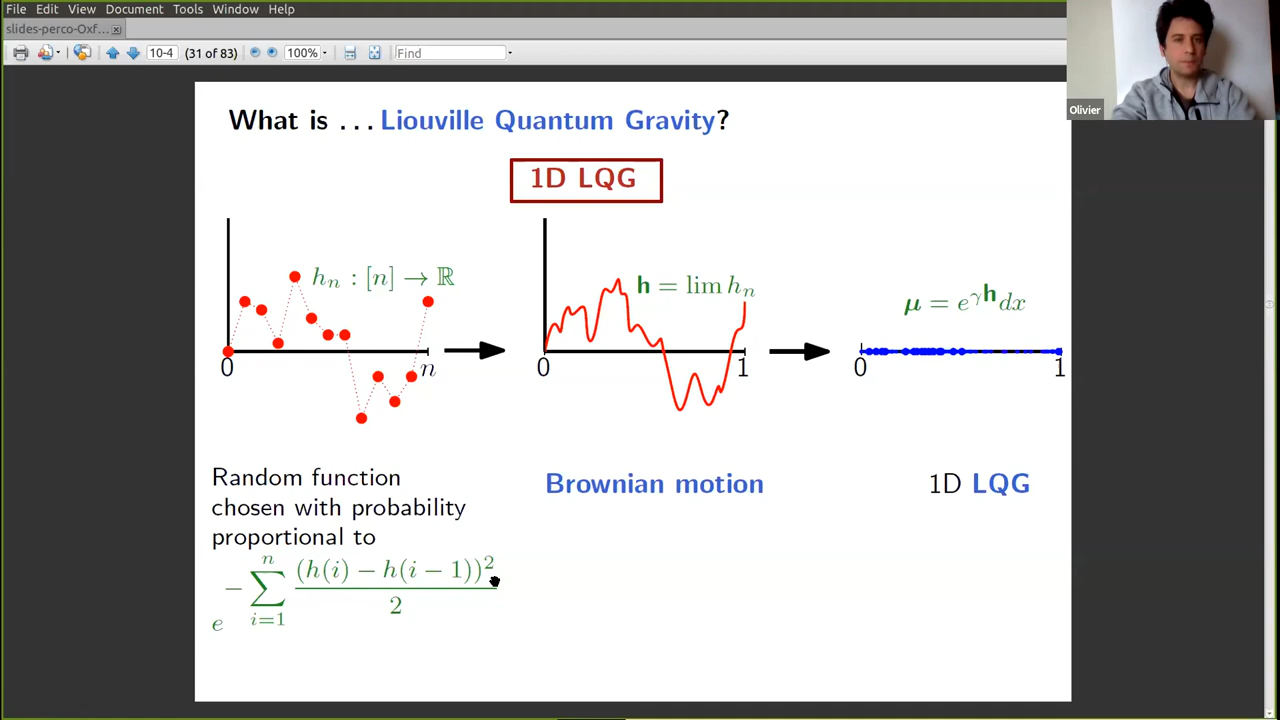 File Edit View Document Tools Window Help
slides-perco-Oxf...
10-4 (31 of 83) 100% Find
Olivier
What is ... Liouville Quantum Gravity?
1D LQG
h_n : [n] → ℝ
0 n
h = lim h_n
0 1
μ = e^{γh}dx
0 1
Random function
chosen with probability
proportional to
e^{-\sum_{i=1}^{n} \frac{(h(i) - h(i-1))^2}{2}}
Brownian motion
1D LQG